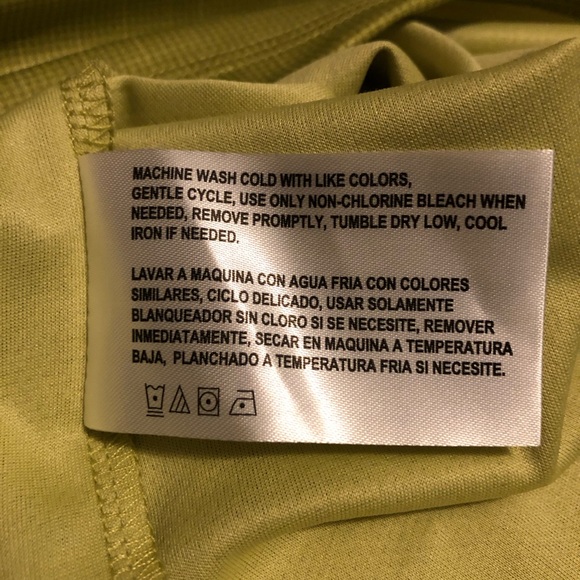 MACHINE WASH COLD WITH LIKE COLORS,
GENTLE CYCLE, USE ONLY NON-CHLORINE BLEACH WHEN
NEEDED, REMOVE PROMPTLY, TUMBLE DRY LOW, COOL
IRON IF NEEDED.
LAVAR A MAQUINA CON AGUA FRIA CON COLORES
SIMILARES, CICLO DELICADO, USAR SOLAMENTE
BLANQUEADOR SIN CLORO SI SE NECESITE, REMOVER
INMEDIATAMENTE, SECAR EN MAQUINA A TEMPERATURA
BAJA, PLANCHADO A TEMPERATURA FRIA SI NECESITE.